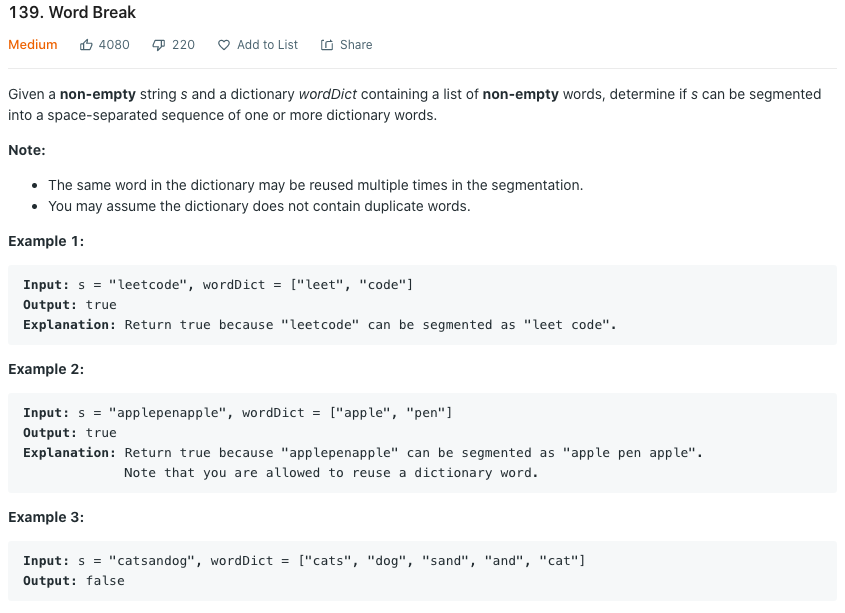 139. Word Break
Medium 4080 220 Add to List Share
Given a non-empty string s and a dictionary wordDict containing a list of non-empty words, determine if s can be segmented
into a space-separated sequence of one or more dictionary words.
Note:
• The same word in the dictionary may be reused multiple times in the segmentation.
• You may assume the dictionary does not contain duplicate words.
Example 1:
Input: s = "leetcode", wordDict = ["leet", "code"]
Output: true
Explanation: Return true because "leetcode" can be segmented as "leet code".
Example 2:
Input: s = "applepenapple", wordDict = ["apple", "pen"]
Output: true
Explanation: Return true because "applepenapple" can be segmented as "apple pen apple".
Note that you are allowed to reuse a dictionary word.
Example 3:
Input: s = "catsandog", wordDict = ["cats", "dog", "sand", "and", "cat"]
Output: false